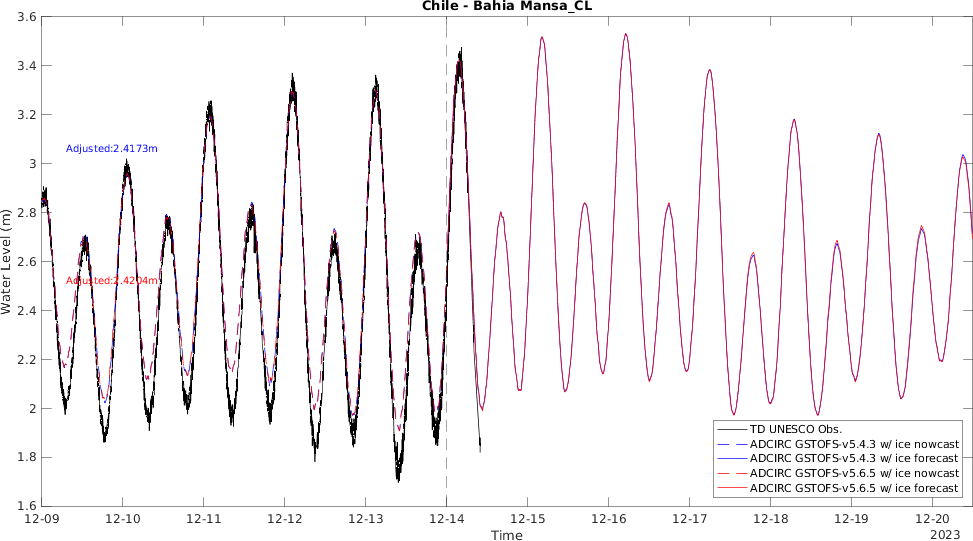 Chile - Bahia Mansa_CL
3.6
3.4
3.2
3
2.8
2.6
2.4
2.2
2
1.8
1.6
Water Level (m)
Adjusted:2.4173m
Adjusted:2.4204m
TD UNESCO Obs.
ADCIRC GSTOFS-v5.4.3 w/ ice nowcast
ADCIRC GSTOFS-v5.4.3 w/ ice forecast
ADCIRC GSTOFS-v5.6.5 w/ ice nowcast
ADCIRC GSTOFS-v5.6.5 w/ ice forecast
12-09 12-10 12-11 12-12 12-13 12-14 12-15 12-16 12-17 12-18 12-19 12-20
2023
Time